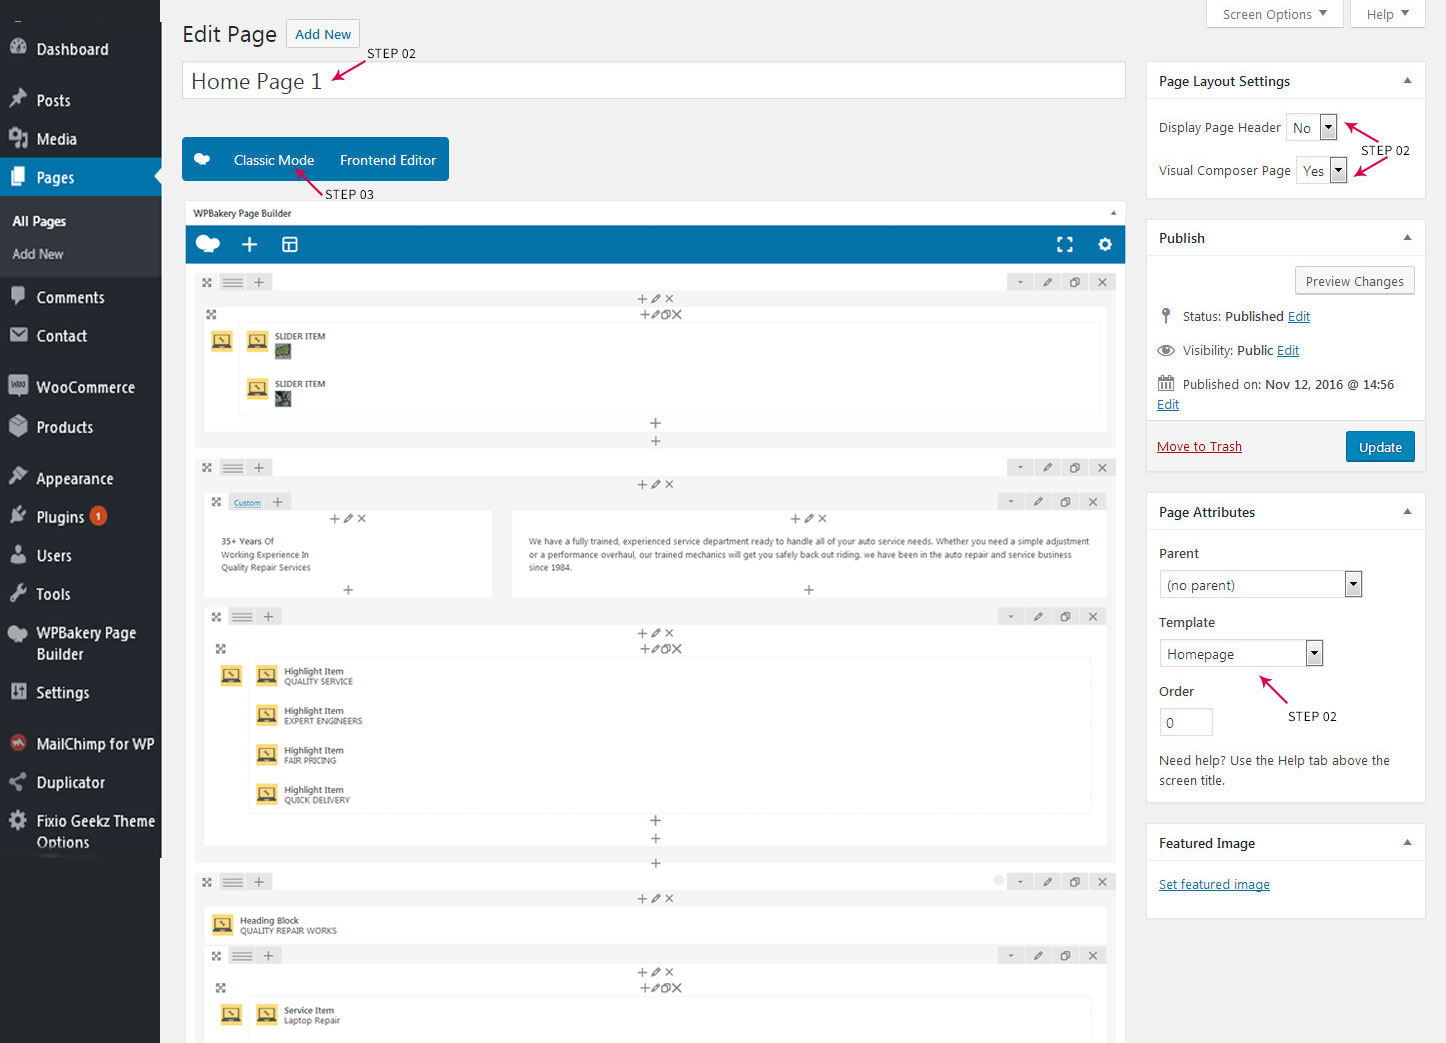 Screen Options
Help
Edit Page
Add New
STEP 02
Home Page 1
Classic Mode
Frontend Editor
STEP 03
Dashboard
Posts
Media
Pages
All Pages
Add New
Comments
Contact
WOO
WooCommerce
Products
Appearance
Plugins 1
Users
Tools
WPBakery Page
Builder
Settings
MailChimp for WP
Duplicator
Fixio Geekz Theme
Options
WPBakery Page Builder
SLIDER ITEM
SLIDER ITEM
Custom
35+ Years Of
Working Experience In
Quality Repair Services
We have a fully trained, experienced service department ready to handle all of your auto service needs. Whether you need a simple adjustment
or a performance overhaul, our trained mechanics will get you safely back out riding. we have been in the auto repair and service business
since 1984.
Highlight Item
QUALITY SERVICE
Highlight Item
EXPERT ENGINEERS
Highlight Item
FAIR PRICING
Highlight Item
QUICK DELIVERY
Heading Block
QUALITY REPAIR WORKS
Service Item
Laptop Repair
Page Layout Settings
Display Page Header No
STEP 02
Visual Composer Page Yes
Publish
Preview Changes
Status: Published Edit
Visibility: Public Edit
Published on: Nov 12, 2016 @ 14:56
Edit
Move to Trash
Update
Page Attributes
Parent
(no parent)
Template
Homepage
Order
STEP 02
0
Need help? Use the Help tab above the
screen title.
Featured Image
Set featured image